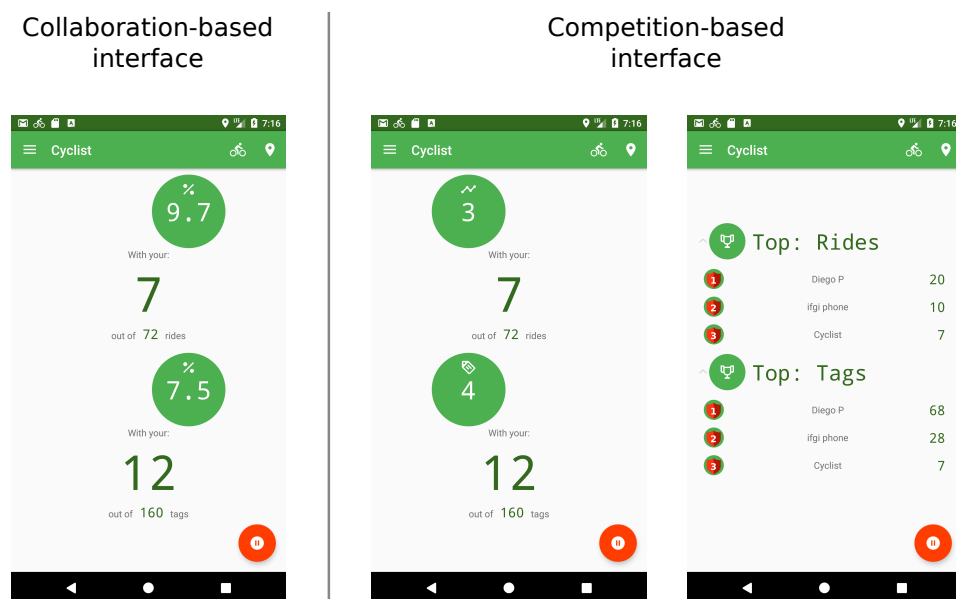 Collaboration-based
interface
Competition-based
interface
7:16
Cyclist
%
9.7
With your:
7
out of 72 rides
%
7.5
With your:
12
out of 160 tags
7:16
Cyclist
3
With your:
7
out of 72 rides
4
With your:
12
out of 160 tags
7:16
Cyclist
Top: Rides
1 Diego P 20
2 ifgi phone 10
3 Cyclist 7
Top: Tags
1 Diego P 68
2 ifgi phone 28
3 Cyclist 7